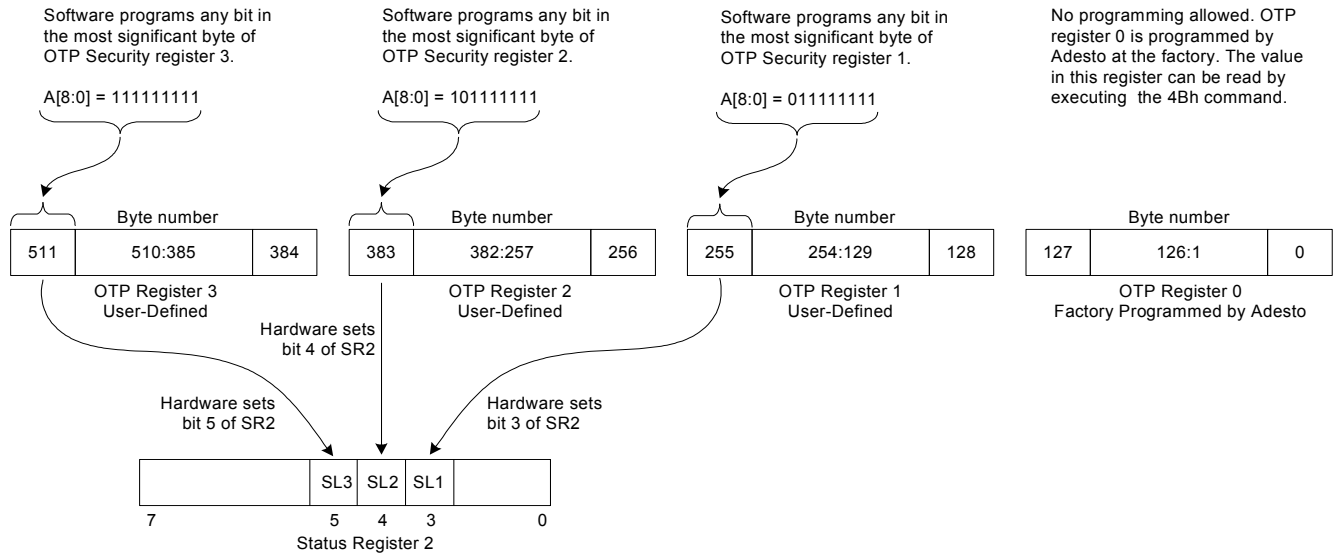 Software programs any bit in
the most significant byte of
OTP Security register 3.
A[8:0] = 111111111
Software programs any bit in
the most significant byte of
OTP Security register 2.
A[8:0] = 101111111
Software programs any bit in
the most significant byte of
OTP Security register 1.
A[8:0] = 011111111
No programming allowed. OTP
register 0 is programmed by
Adesto at the factory. The value
in this register can be read by
executing the 4Bh command.
Byte number
511 510:385 384
OTP Register 3
User-Defined
Byte number
383 382:257 256
OTP Register 2
User-Defined
Byte number
255 254:129 128
OTP Register 1
User-Defined
Byte number
127 126:1 0
OTP Register 0
Factory Programmed by Adesto
Hardware sets
bit 5 of SR2
Hardware sets
bit 4 of SR2
Hardware sets
bit 3 of SR2
SL3 SL2 SL1
7 5 4 3 0
Status Register 2